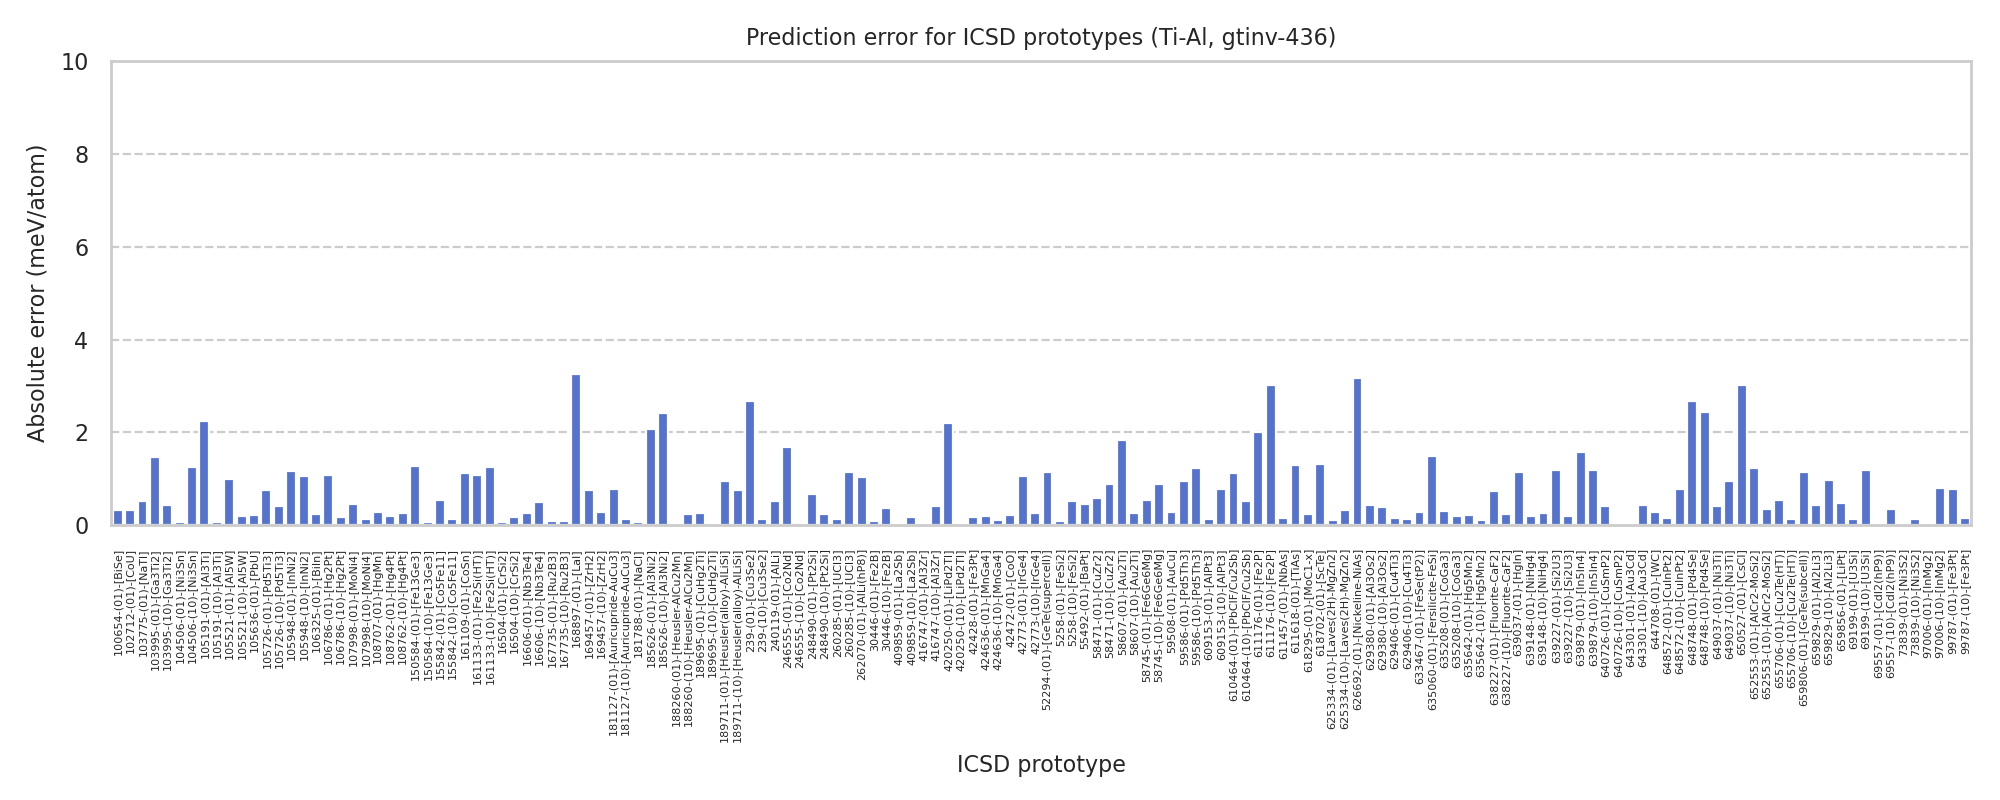 Prediction error for ICSD prototypes (Ti-Al, gtinv-436)
10
8
6
4
2
0
Absolute error (meV/atom)
100654-(01)-[BiSe]
102712-(01)-[CoU]
103775-(01)-[NaTl]
103995-(01)-[Ga3Ti2]
103995-(10)-[Ga3Ti2]
104506-(01)-[Ni3Sn]
104506-(10)-[Ni3Sn]
105191-(01)-[Al3Ti]
105191-(10)-[Al3Ti]
105521-(01)-[Al5W]
105521-(10)-[Al5W]
105636-(01)-[PbU]
105726-(01)-[Pd5Ti3]
105726-(10)-[Pd5Ti3]
105948-(01)-[InNi2]
105948-(10)-[InNi2]
106325-(01)-[BiIn]
106786-(01)-[Hg2Pt]
106786-(10)-[Hg2Pt]
107998-(01)-[MoNi4]
107998-(10)-[MoNi4]
108707-(01)-[HgMn]
108762-(01)-[Hg4Pt]
108762-(10)-[Hg4Pt]
150584-(01)-[Fe13Ge3]
150584-(10)-[Fe13Ge3]
155842-(01)-[Co5Fe11]
155842-(10)-[Co5Fe11]
161109-(01)-[CoSn]
161133-(01)-[Fe2Si(HT)]
161133-(10)-[Fe2Si(HT)]
16504-(01)-[CrSi2]
16504-(10)-[CrSi2]
16606-(01)-[Nb3Te4]
16606-(10)-[Nb3Te4]
167735-(01)-[Ru2B3]
167735-(10)-[Ru2B3]
168897-(01)-[LaI]
169457-(01)-[ZrH2]
169457-(10)-[ZrH2]
181127-(01)-[Auricupride-AuCu3]
181127-(10)-[Auricupride-AuCu3]
181788-(01)-[NaCl]
185626-(01)-[Al3Ni2]
185626-(10)-[Al3Ni2]
188260-(01)-[Heusler-AlCu2Mn]
188260-(10)-[Heusler-AlCu2Mn]
189695-(01)-[CuHg2Ti]
189695-(10)-[CuHg2Ti]
189711-(01)-[Heusler(alloy)-AlLiSi]
189711-(10)-[Heusler(alloy)-AlLiSi]
239-(01)-[Cu3Se2]
239-(10)-[Cu3Se2]
240119-(01)-[AlLi]
246555-(01)-[Co2Nd]
246555-(10)-[Co2Nd]
248490-(01)-[Pt2Si]
248490-(10)-[Pt2Si]
260285-(01)-[UCl3]
260285-(10)-[UCl3]
262070-(01)-[AlLi(hP8)]
30446-(01)-[Fe2B]
30446-(10)-[Fe2B]
409859-(01)-[La2Sb]
409859-(10)-[La2Sb]
416747-(01)-[Al3Zr]
416747-(10)-[Al3Zr]
420250-(01)-[LiPd2Tl]
420250-(10)-[LiPd2Tl]
42428-(01)-[Fe3Pt]
424636-(01)-[MnGa4]
424636-(10)-[MnGa4]
42472-(01)-[CoO]
42773-(01)-[IrGe4]
42773-(10)-[IrGe4]
52294-(01)-[GeTe(supercell)]
5258-(01)-[FeSi2]
5258-(10)-[FeSi2]
55492-(01)-[BaPt]
58471-(01)-[CuZr2]
58471-(10)-[CuZr2]
58607-(01)-[Au2Ti]
58607-(10)-[Au2Ti]
58745-(01)-[Fe6Ge6Mg]
58745-(10)-[Fe6Ge6Mg]
59508-(01)-[AuCu]
59586-(01)-[Pd5Th3]
59586-(10)-[Pd5Th3]
609153-(01)-[AlPt3]
609153-(10)-[AlPt3]
610464-(01)-[PbClF/Cu2Sb]
610464-(10)-[PbClF/Cu2Sb]
611176-(01)-[Fe2P]
611176-(10)-[Fe2P]
611457-(01)-[NbAs]
611618-(01)-[TiAs]
618295-(01)-[MoC1-x]
618702-(01)-[ScTe]
625334-(01)-[Laves(2H)-MgZn2]
625334-(10)-[Laves(2H)-MgZn2]
626692-(01)-[Nickeline-NiAs]
629380-(01)-[Al3Os2]
629380-(10)-[Al3Os2]
629406-(01)-[Cu4Ti3]
629406-(10)-[Cu4Ti3]
633467-(01)-[FeSe(tP2)]
635060-(01)-[Fersilicite-FeSi]
635208-(01)-[CoGa3]
635208-(10)-[CoGa3]
635642-(01)-[Hg5Mn2]
635642-(10)-[Hg5Mn2]
638227-(01)-[Fluorite-CaF2]
638227-(10)-[Fluorite-CaF2]
639037-(01)-[HgIn]
639148-(01)-[NiHg4]
639148-(10)-[NiHg4]
639227-(01)-[Si2U3]
639227-(10)-[Si2U3]
639879-(01)-[In5In4]
639879-(10)-[In5In4]
640726-(01)-[CuSmP2]
640726-(10)-[CuSmP2]
643301-(01)-[Au3Cd]
643301-(10)-[Au3Cd]
644708-(01)-[WC]
648572-(01)-[CuInPt2]
648572-(10)-[CuInPt2]
648748-(01)-[Pd4Se]
648748-(10)-[Pd4Se]
649037-(01)-[Ni3Ti]
649037-(10)-[Ni3Ti]
650527-(01)-[CsCl]
652553-(01)-[AlCr2-MoSi2]
652553-(10)-[AlCr2-MoSi2]
655706-(01)-[Cu2Te(HT)]
655706-(10)-[Cu2Te(HT)]
659806-(01)-[GeTe(subcell)]
659829-(01)-[Al2Li3]
659829-(10)-[Al2Li3]
659856-(01)-[LiPt]
69199-(01)-[U3Si]
69199-(10)-[U3Si]
69557-(01)-[CdI2(hP9)]
69557-(10)-[CdI2(hP9)]
73839-(01)-[Ni3S2]
73839-(10)-[Ni3S2]
97006-(01)-[InMg2]
97006-(10)-[InMg2]
99787-(01)-[Fe3Pt]
99787-(10)-[Fe3Pt]
ICSD prototype